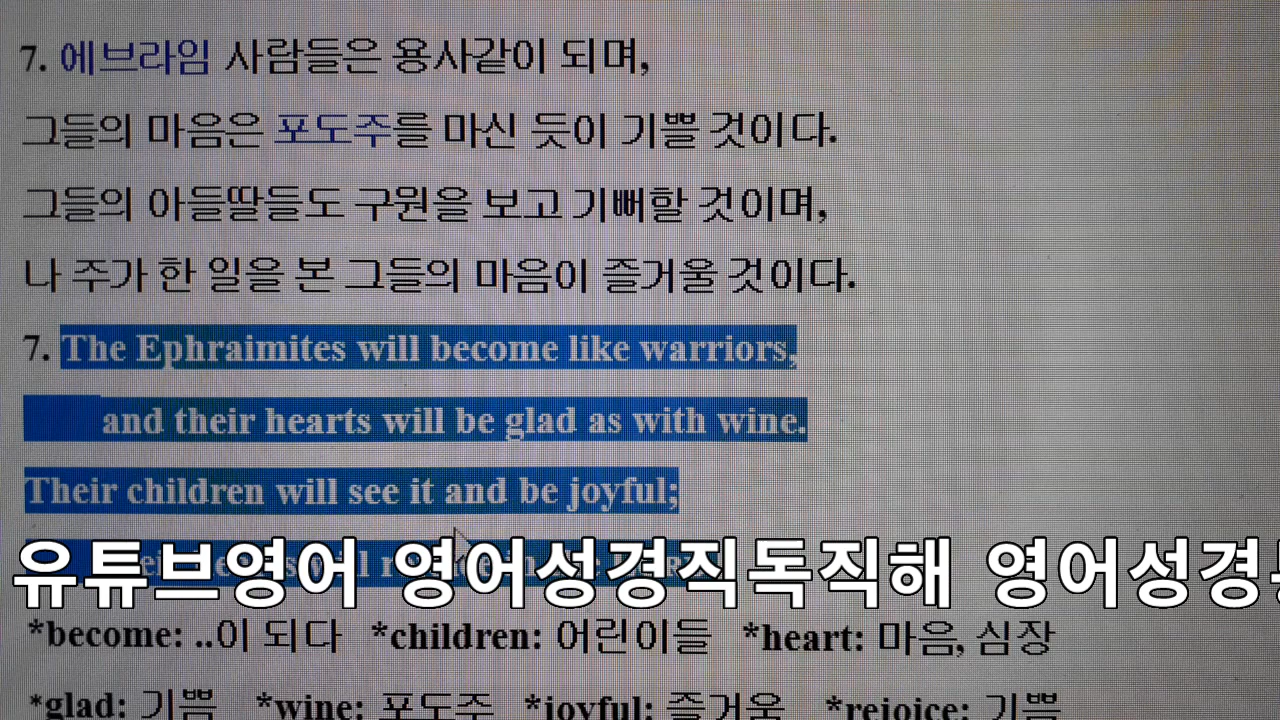 7. 에브라임 사람들은 용사같이 되며,
그들의 마음은 포도주를 마신 듯이 기쁠 것이다.
그들의 아들딸들도 구원을 보고 기뻐할 것이며,
나 주가 한 일을 본 그들의 마음이 즐거울 것이다.
7. The Ephraimites will become like warriors,
and their hearts will be glad as with wine.
Their children will see it and be joyful;
유튜브영어 영어성경직독직해 영어성경
*become: ..이 되다 *children: 어린이들 *heart: 마음, 심장
*glad: 기쁨 *wine: 포도주 *joyful: 즐거움 *rejoice: 기쁨